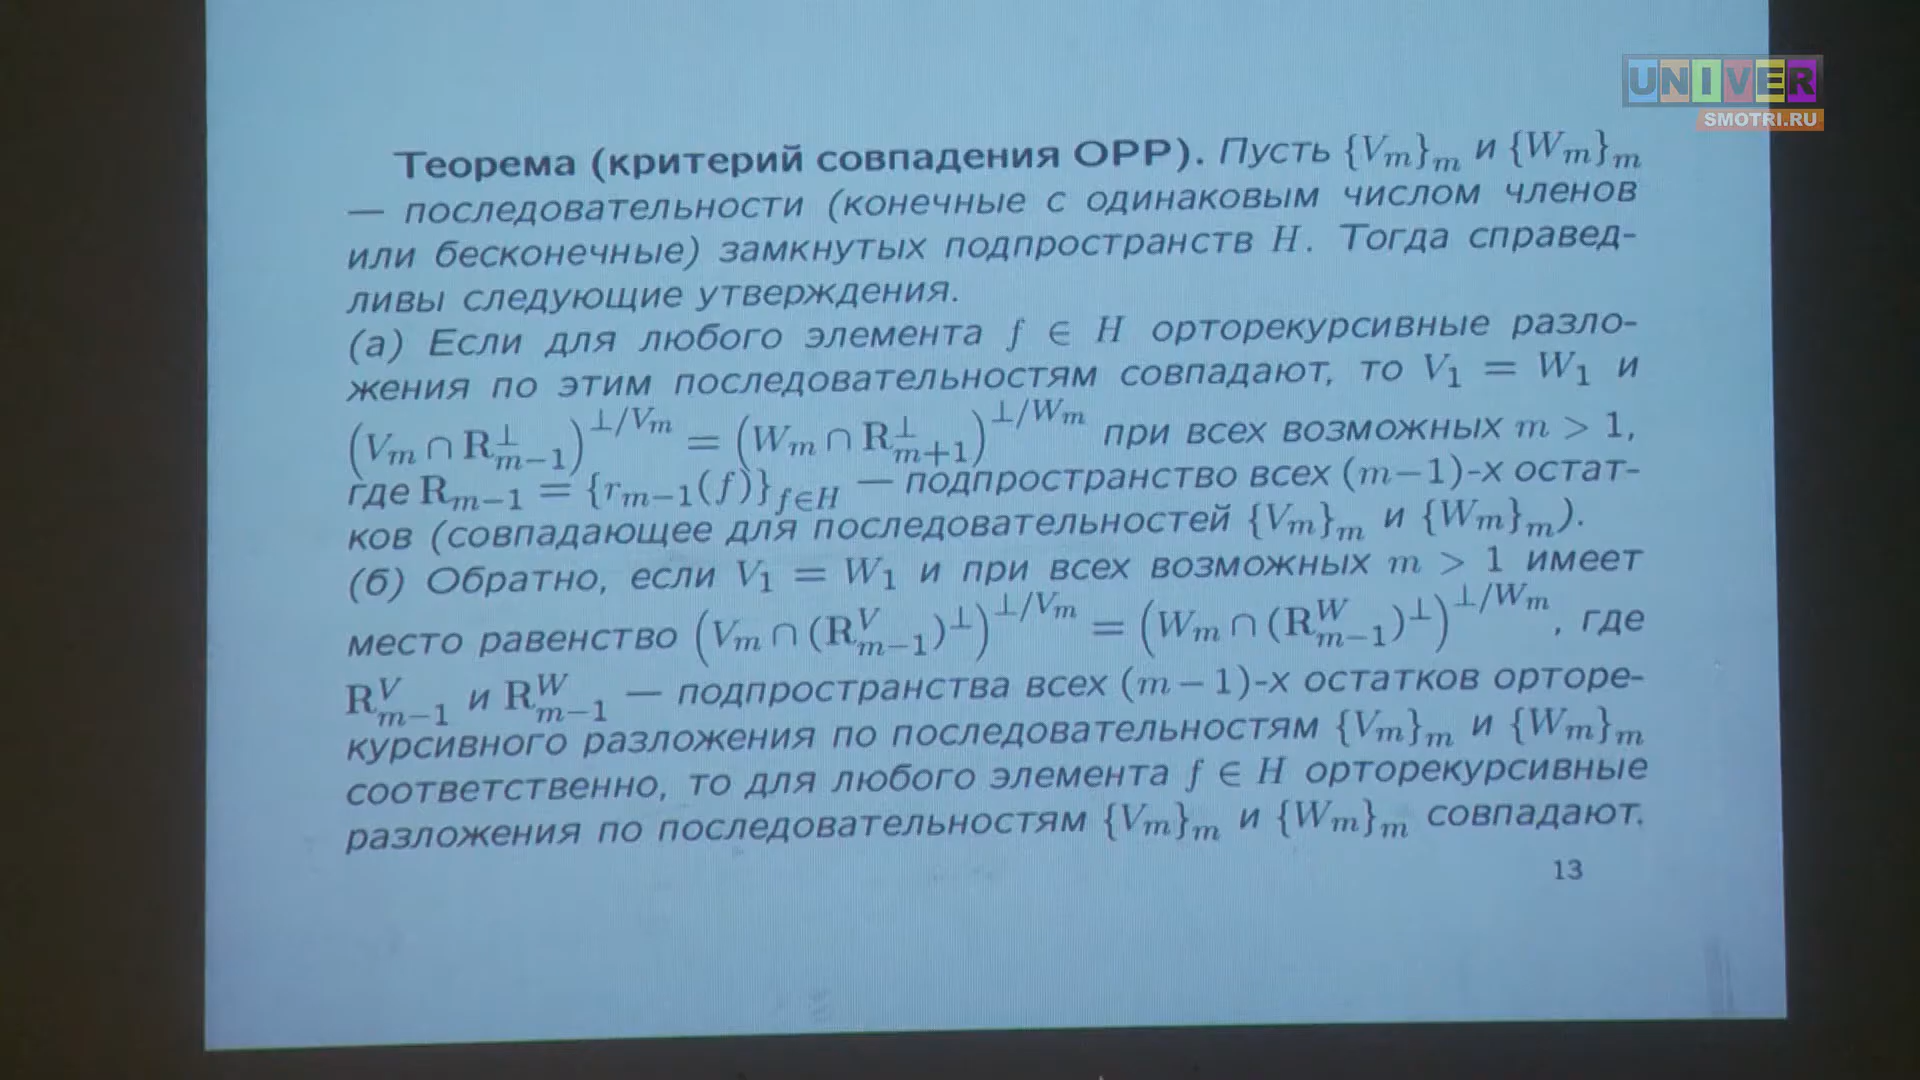 UNIVER
SMOTRI.RU
Теорема (критерий совпадения ОРР). Пусть {V_m}_m и {W_m}_m
— последовательности (конечные с одинаковым числом членов
или бесконечные) замкнутых подпространств H. Тогда справед-
ливы следующие утверждения.
(а) Если для любого элемента f ∈ H орторекурсивные разло-
жения по этим последовательностям совпадают, то V_1 = W_1 и
(V_m ∩ R_{m−1}^⊥)^{⊥/V_m} = (W_m ∩ R_{m+1}^⊥)^{⊥/W_m} при всех возможных m > 1,
где R_{m−1} = {r_{m−1}(f)}_{f∈H} — подпространство всех (m−1)-х остат-
ков (совпадающее для последовательностей {V_m}_m и {W_m}_m).
(б) Обратно, если V_1 = W_1 и при всех возможных m > 1 имеет
место равенство (V_m ∩ (R_{m−1}^V)^⊥)^{⊥/V_m} = (W_m ∩ (R_{m−1}^W)^⊥)^{⊥/W_m}, где
R_{m−1}^V и R_{m−1}^W — подпространства всех (m − 1)-х остатков орторе-
курсивного разложения по последовательностям {V_m}_m и {W_m}_m
соответственно, то для любого элемента f ∈ H орторекурсивные
разложения по последовательностям {V_m}_m и {W_m}_m совпадают.
13